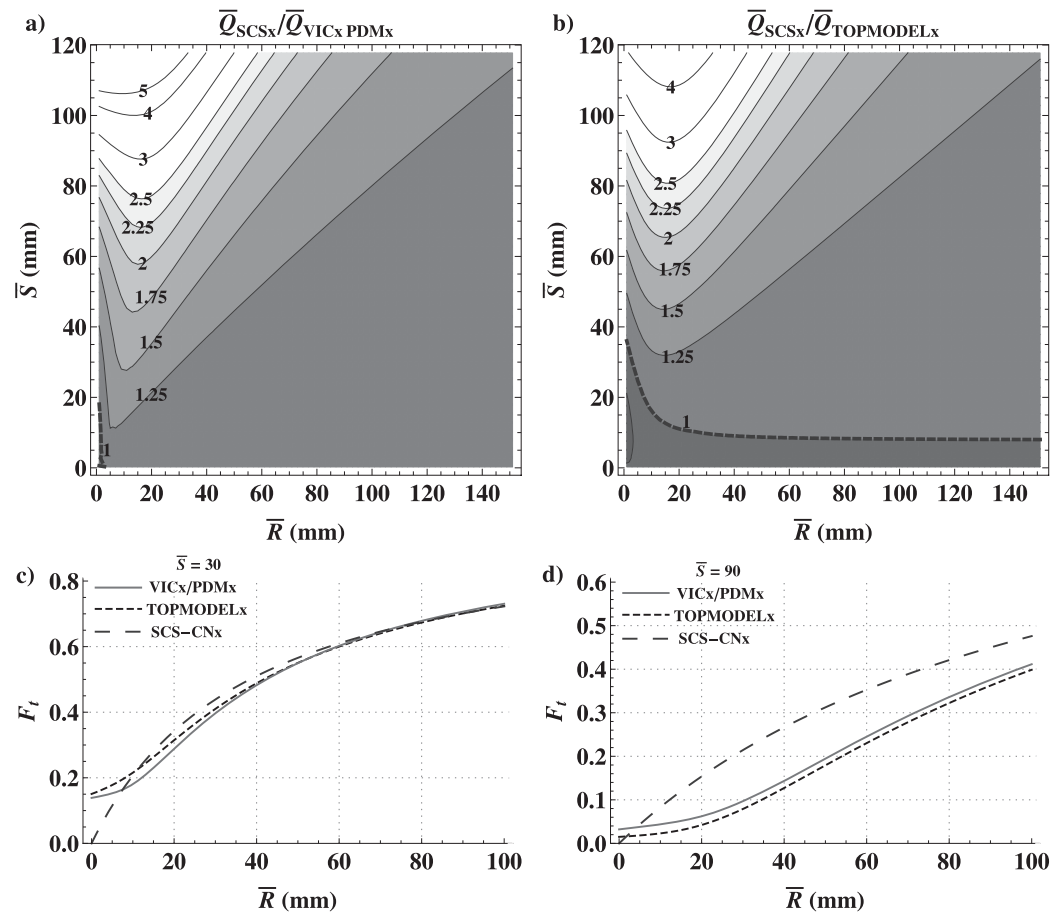 a) Q̅SCSx/Q̅VICx PDMx
120
100
80
60
40
20
0
S̅ (mm)
5
4
3
2.5
2.25
2
1.75
1.5
1.25
1
0 20 40 60 80 100 120 140
R̅ (mm)
b) Q̅SCSx/Q̅TOPMODELx
120
100
80
60
40
20
0
S̅ (mm)
4
3
2.5
2.25
2
1.75
1.5
1.25
1
0 20 40 60 80 100 120 140
R̅ (mm)
c) S̅ = 30
VICx/PDMx
TOPMODELx
SCS−CNx
0.8
0.6
0.4
0.2
0.0
Ft
0 20 40 60 80 100
R̅ (mm)
d) S̅ = 90
VICx/PDMx
TOPMODELx
SCS−CNx
0.6
0.5
0.4
0.3
0.2
0.1
0.0
Ft
0 20 40 60 80 100
R̅ (mm)